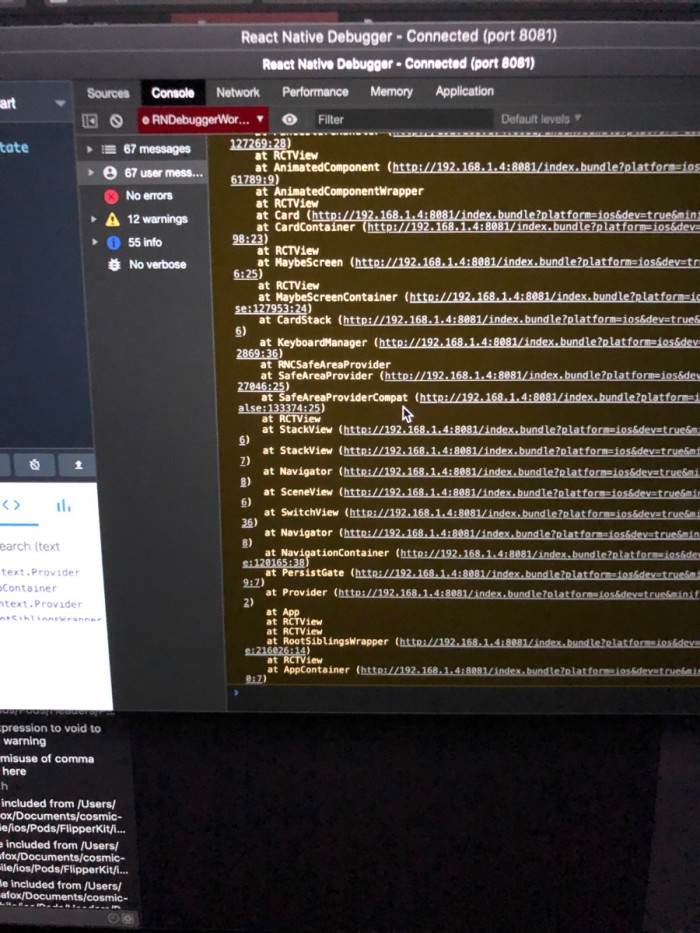 React Native Debugger - Connected (port 8081)
React Native Debugger - Connected (port 8081)
art
Sources Console Network Performance Memory Application
RNDebuggerWor... Filter Default levels
tate
67 messages
67 user mess...
No errors
12 warnings
55 info
No verbose
127269:28)
at RCTView
at AnimatedComponent (http://192.168.1.4:8081/index.bundle?platform=ios
61789:9)
at AnimatedComponentWrapper
at RCTView
at Card (http://192.168.1.4:8081/index.bundle?platform=ios&dev=true&min
at CardContainer (http://192.168.1.4:8081/index.bundle?platform=ios&dev=
98:23)
at RCTView
at MaybeScreen (http://192.168.1.4:8081/index.bundle?platform=ios&dev=tr
6:25)
at RCTView
at MaybeScreenContainer (http://192.168.1.4:8081/index.bundle?platform=io
se:127953:24)
at CardStack (http://192.168.1.4:8081/index.bundle?platform=ios&dev=true&
6)
at KeyboardManager (http://192.168.1.4:8081/index.bundle?platform=ios&dev
2869:36)
at RNCSafeAreaProvider
at SafeAreaProvider (http://192.168.1.4:8081/index.bundle?platform=ios&de
27046:25)
at SafeAreaProviderCompat (http://192.168.1.4:8081/index.bundle?platform=
alse:133374:25)
at RCTView
at StackView (http://192.168.1.4:8081/index.bundle?platform=ios&dev=true&mi
6)
at StackView (http://192.168.1.4:8081/index.bundle?platform=ios&dev=true&mi
7)
at Navigator (http://192.168.1.4:8081/index.bundle?platform=ios&dev=true&mi
8)
at SceneView (http://192.168.1.4:8081/index.bundle?platform=ios&dev=true&mi
6)
at SwitchView (http://192.168.1.4:8081/index.bundle?platform=ios&dev=true&m
36)
at Navigator (http://192.168.1.4:8081/index.bundle?platform=ios&dev=true&min
8)
at NavigationContainer (http://192.168.1.4:8081/index.bundle?platform=ios&de
e:120165:38)
at PersistGate (http://192.168.1.4:8081/index.bundle?platform=ios&dev=true&m
9:7)
at Provider (http://192.168.1.4:8081/index.bundle?platform=ios&dev=true&minif
2)
at App
at RCTView
at RCTView
at RootSiblingsWrapper (http://192.168.1.4:8081/index.bundle?platform=ios&dev=
e:216026:14)
at RCTView
at AppContainer (http://192.168.1.4:8081/index.bundle?platform=ios&dev=true&mi
0:7)
earch (text
text.Provider
pContainer
ntext.Provider
otSiblingsWrapper
pression to void to
warning
misuse of comma
here
included from /Users/
ox/Documents/cosmic-
ile/ios/Pods/FlipperKit/i...
e included from /Users/
afox/Documents/cosmic-
bile/ios/Pods/FlipperKit/i...
le included from /Users/
afox/Documents/cosmic-